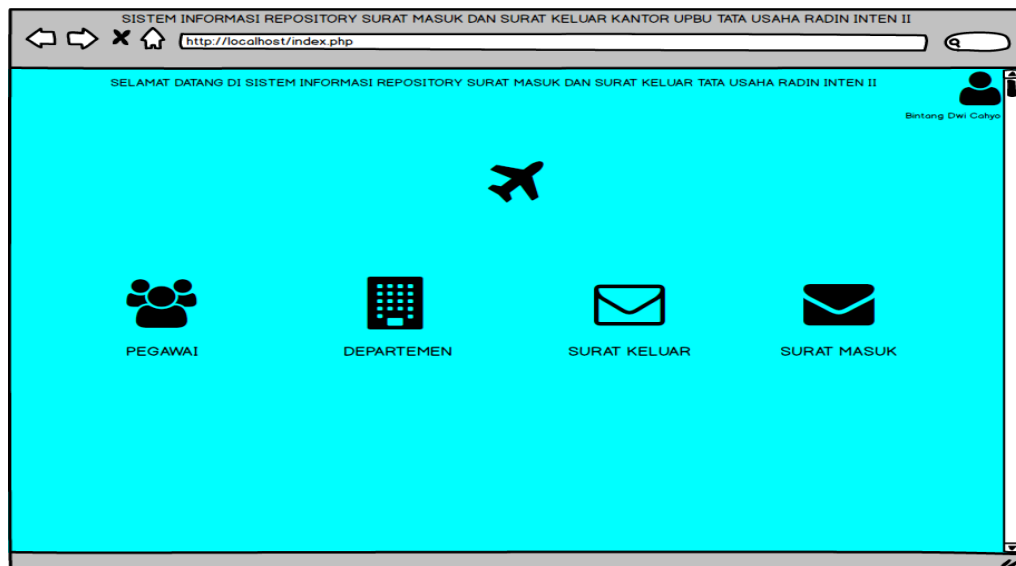 SISTEM INFORMASI REPOSITORY SURAT MASUK DAN SURAT KELUAR KANTOR UPBU TATA USAHA RADIN INTEN II
http://localhost/index.php
SELAMAT DATANG DI SISTEM INFORMASI REPOSITORY SURAT MASUK DAN SURAT KELUAR TATA USAHA RADIN INTEN II
Bintang Dwi Cahyo
PEGAWAI
DEPARTEMEN
SURAT KELUAR
SURAT MASUK